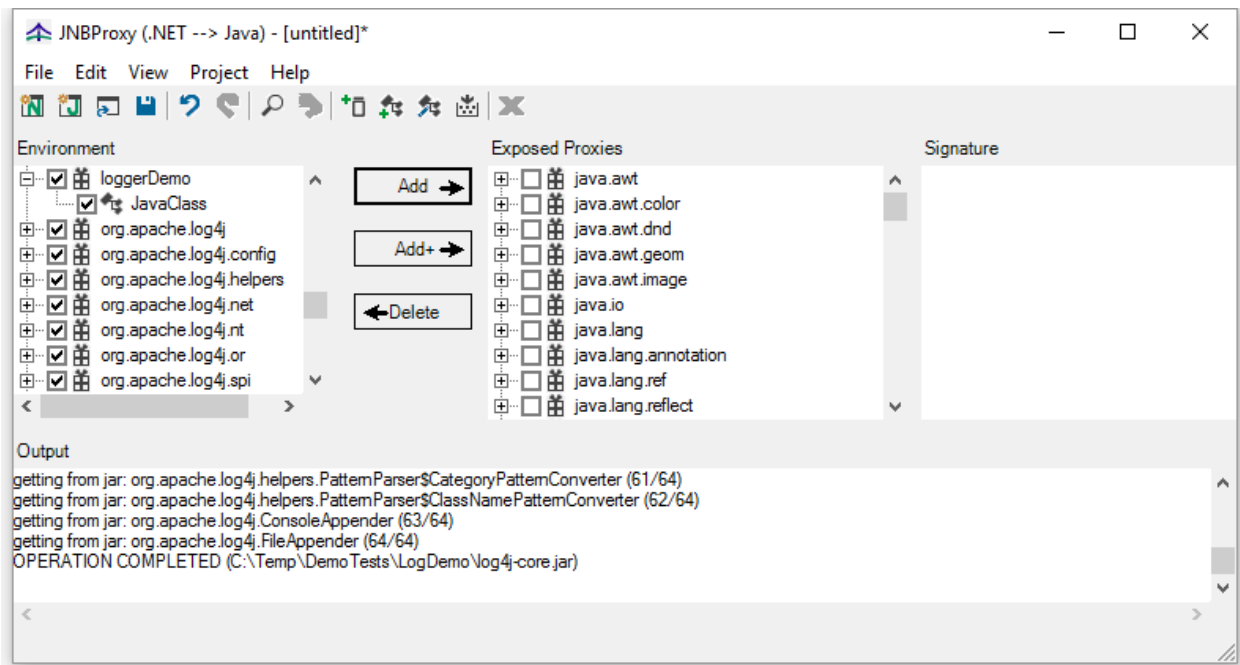 JNBProxy (.NET --> Java) - [untitled]*
File Edit View Project Help
Environment
Exposed Proxies
Signature
loggerDemo
JavaClass
org.apache.log4j
org.apache.log4j.config
org.apache.log4j.helpers
org.apache.log4j.net
org.apache.log4j.nt
org.apache.log4j.or
org.apache.log4j.spi
Add
Add+
Delete
java.awt
java.awt.color
java.awt.dnd
java.awt.geom
java.awt.image
java.io
java.lang
java.lang.annotation
java.lang.ref
java.lang.reflect
Output
getting from jar: org.apache.log4j.helpers.PatternParser$CategoryPatternConverter (61/64)
getting from jar: org.apache.log4j.helpers.PatternParser$ClassNamePatternConverter (62/64)
getting from jar: org.apache.log4j.ConsoleAppender (63/64)
getting from jar: org.apache.log4j.FileAppender (64/64)
OPERATION COMPLETED (C:\Temp\DemoTests\LogDemo\log4j-core.jar)